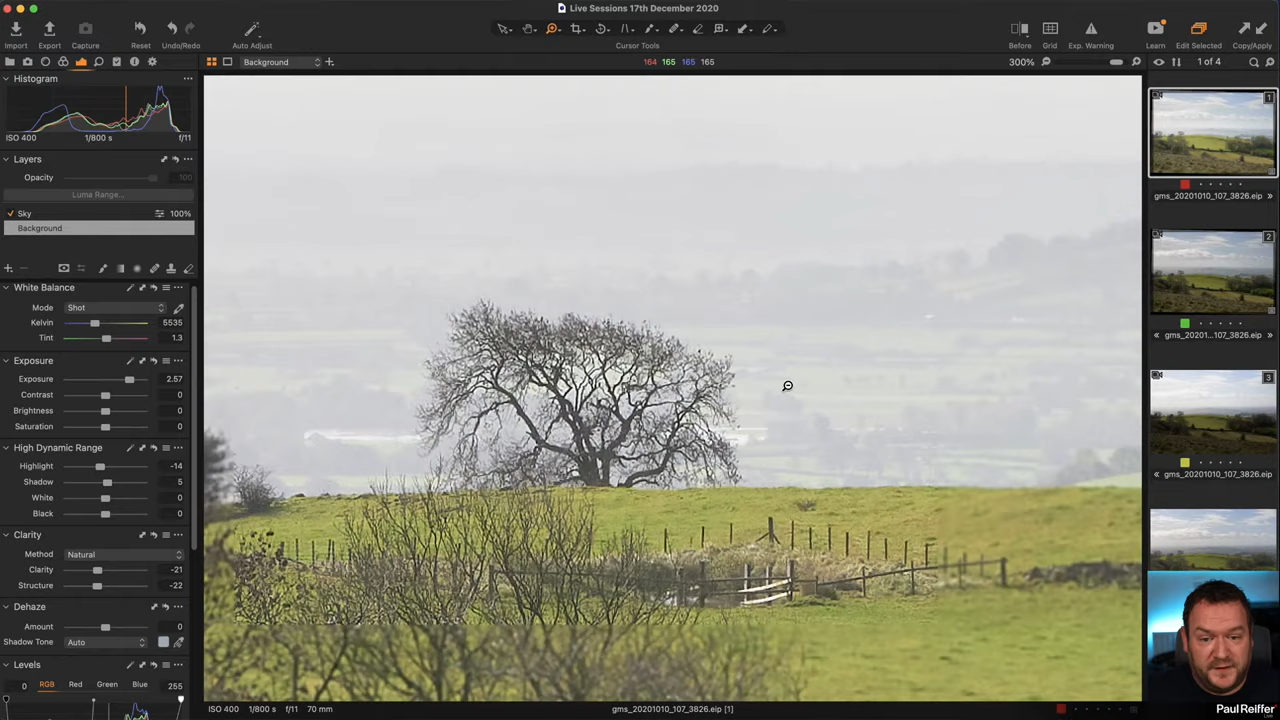 Live Sessions 17th December 2020
Import Export Capture Reset Undo/Redo Auto Adjust Cursor Tools Before Grid Exp. Warning Learn Edit Selected Copy/Apply
Background 164 165 165 165 300% 1 of 4
Histogram
ISO 400 1/800 s f/11
Layers
Opacity 100
Luma Range...
Sky 100%
Background
White Balance
Mode Shot
Kelvin 5535
Tint 1.3
Exposure
Exposure 2.57
Contrast 0
Brightness 0
Saturation 0
High Dynamic Range
Highlight -14
Shadow 5
White 0
Black 0
Clarity
Method Natural
Clarity -21
Structure -22
Dehaze
Amount 0
Shadow Tone Auto
Levels
0 RGB Red Green Blue 255
ISO 400 1/800 s f/11 70 mm gms_20201010_107_3826.eip [1]
1
gms_20201010_107_3826.eip
2
gms_201...107_3826.eip
3
gms_20201010_107_3826.eip
Paul Reiffer
Live